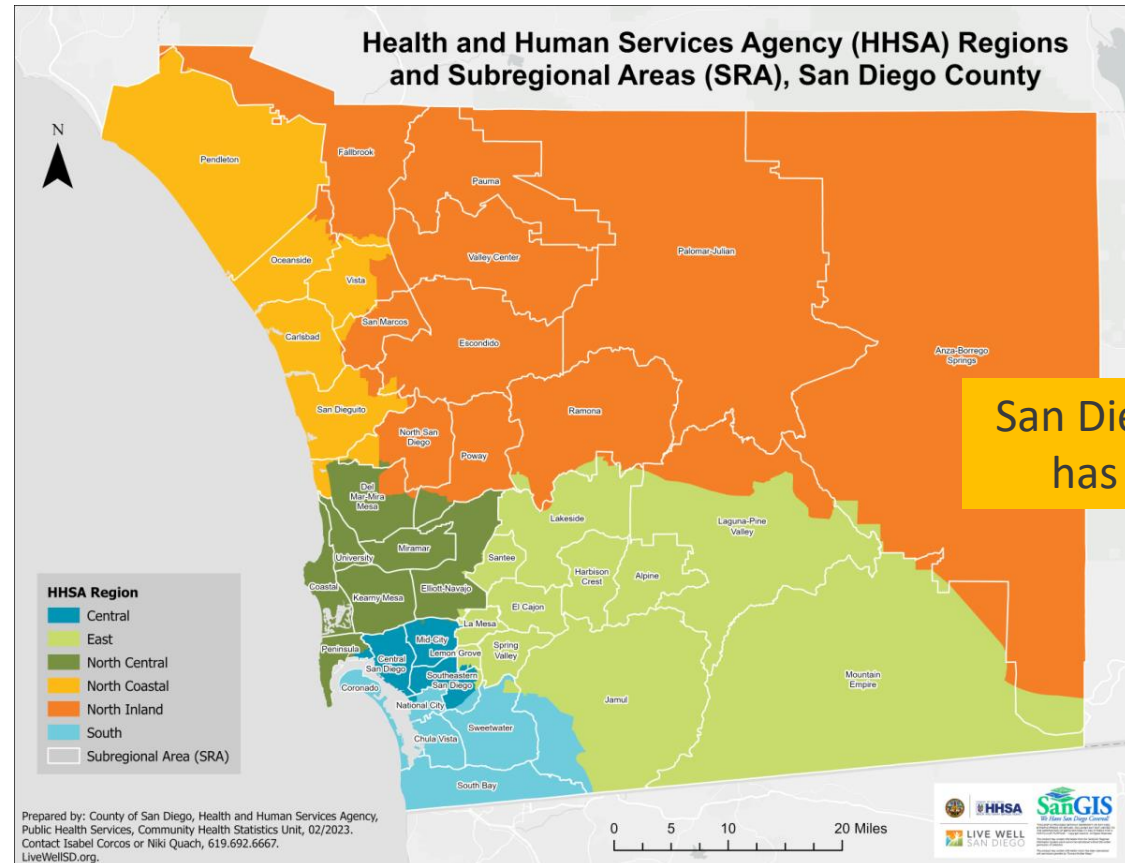 Health and Human Services Agency (HHSA) Regions
and Subregional Areas (SRA), San Diego County
N
Pendleton
Fallbrook
Pauma
Palomar-Julian
Valley Center
Oceanside
Vista
San Marcos
Escondido
Carlsbad
Anza-Borrego
Springs
San Dieguito
Ramona
North San
Diego
Poway
San Die
has
Del
Mar-Mira
Mesa
Lakeside
Laguna-Pine
Valley
University
Miramar
Santee
Harbison
Crest
Alpine
Coastal
Kearny Mesa
Elliott-Navajo
El Cajon
La Mesa
Mid-City
Peninsula
Central
San Diego
Lemon Grove
Spring
Valley
Southeastern
San Diego
Coronado
National City
Jamul
Mountain
Empire
Sweetwater
Chula Vista
South Bay
HHSA Region
Central
East
North Central
North Coastal
North Inland
South
Subregional Area (SRA)
Prepared by: County of San Diego, Health and Human Services Agency,
Public Health Services, Community Health Statistics Unit, 02/2023.
Contact Isabel Corcos or Niki Quach, 619.692.6667.
LiveWellSD.org.
0 5 10 20 Miles
HHSA
LIVE WELL
SAN DIEGO
SanGIS
We Have San Diego Covered!